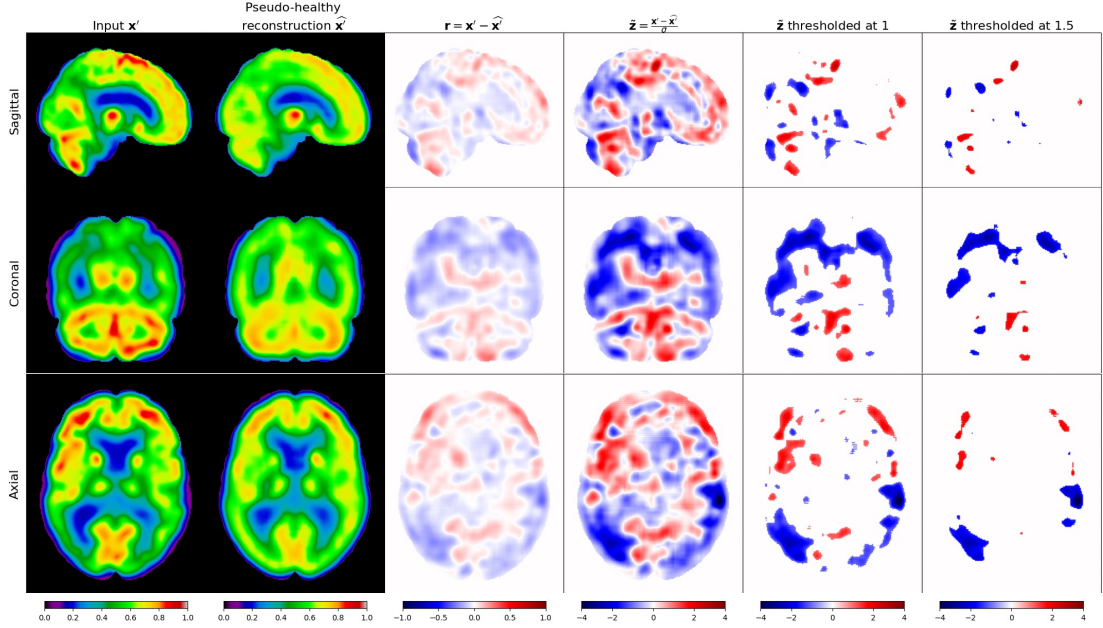 Input x′
Pseudo-healthy
reconstruction x̂′
r = x′ − x̂′
z̃ = (x′ − x̂′)/σ
z̃ thresholded at 1
z̃ thresholded at 1.5
Sagittal
Coronal
Axial
0.0 0.2 0.4 0.6 0.8 1.0
0.0 0.2 0.4 0.6 0.8 1.0
−1.0 −0.5 0.0 0.5 1.0
−4 −2 0 2 4
−4 −2 0 2 4
−4 −2 0 2 4